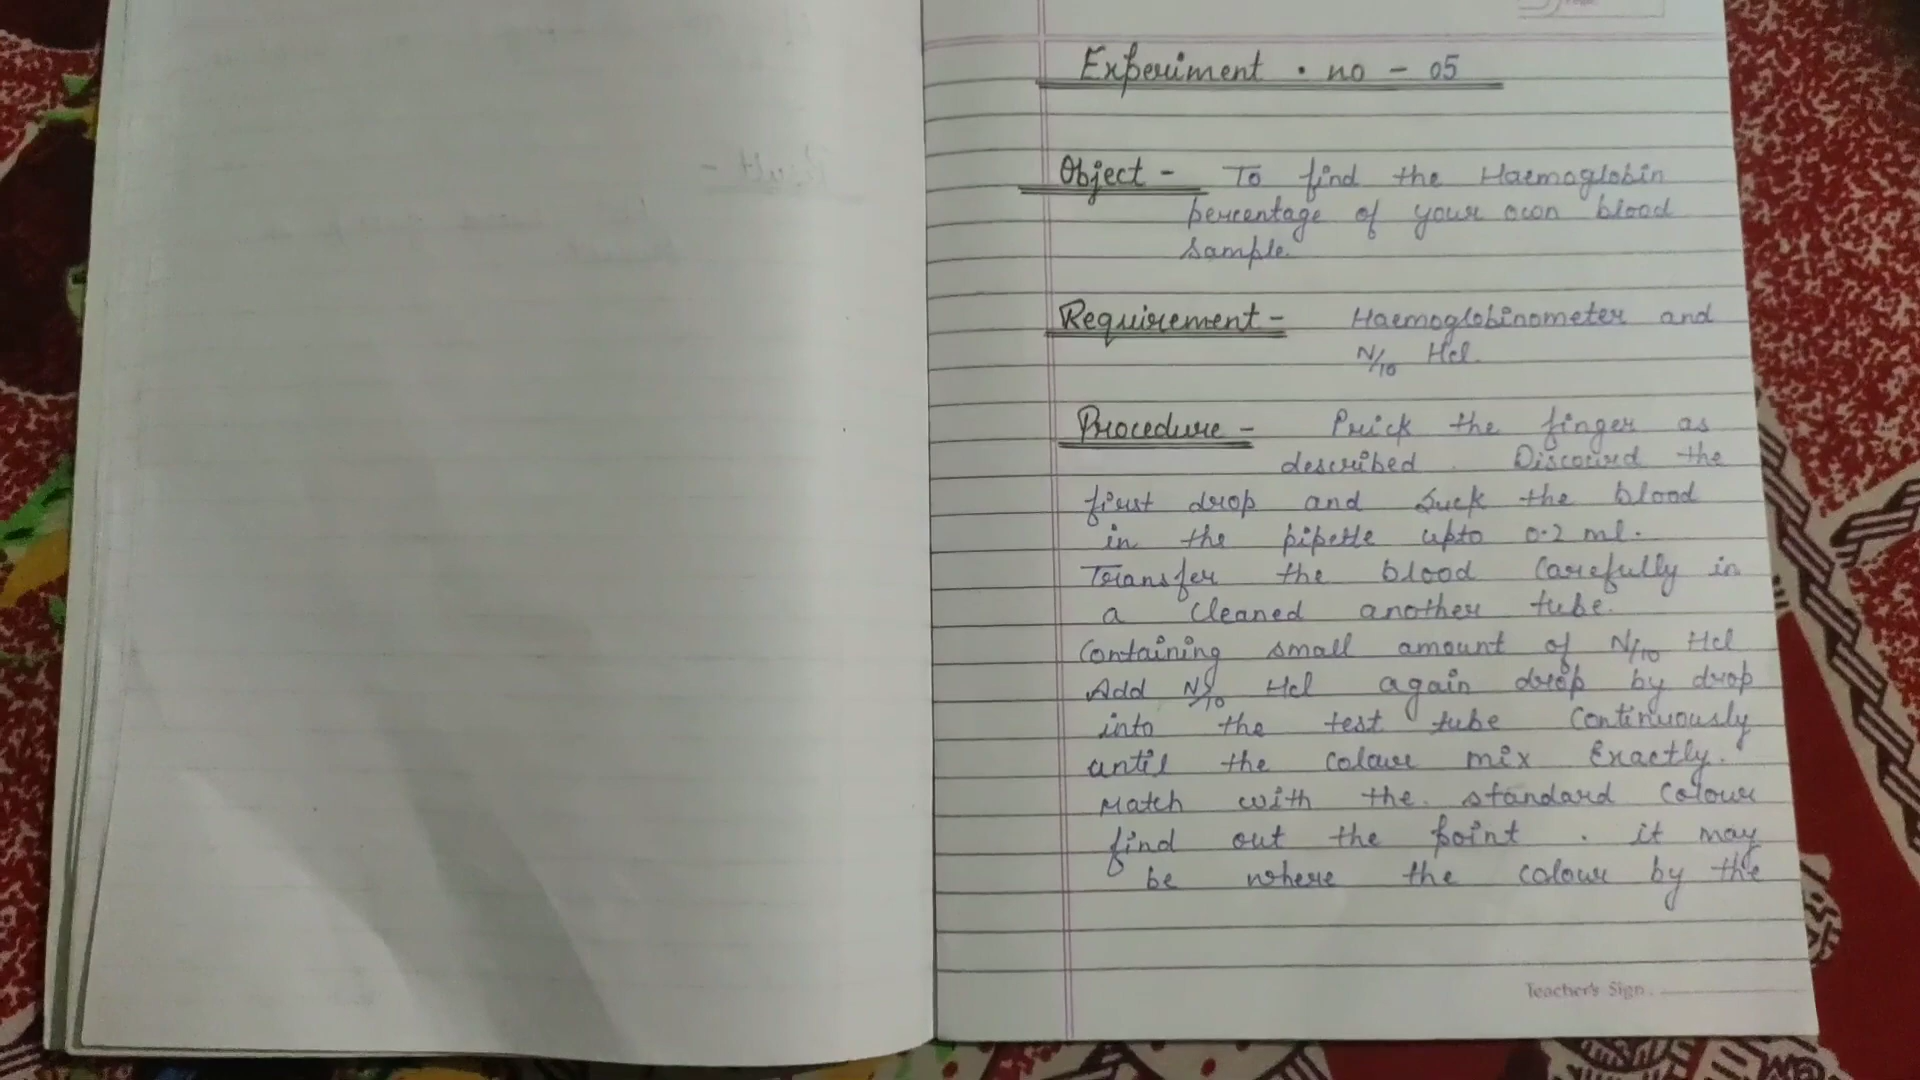 Experiment . no - 05
Object - To find the Haemoglobin
percentage of your own blood
sample.
Requirement - Haemoglobinometer and
N/10 Hcl.
Procedure - Prick the finger as
described . Discourd the
first drop and Suck the blood
in the pipette upto 0.2 ml.
Transfer the blood Carefully in
a cleaned another tube.
Containing small amount of N/10 Hcl
Add N/10 Hcl again drop by drop
into the test tube Continuously
until the colour mix Exactly.
Match with the. standard Colour
find out the point . it may
be where the colour by the
Teacher's Sign.